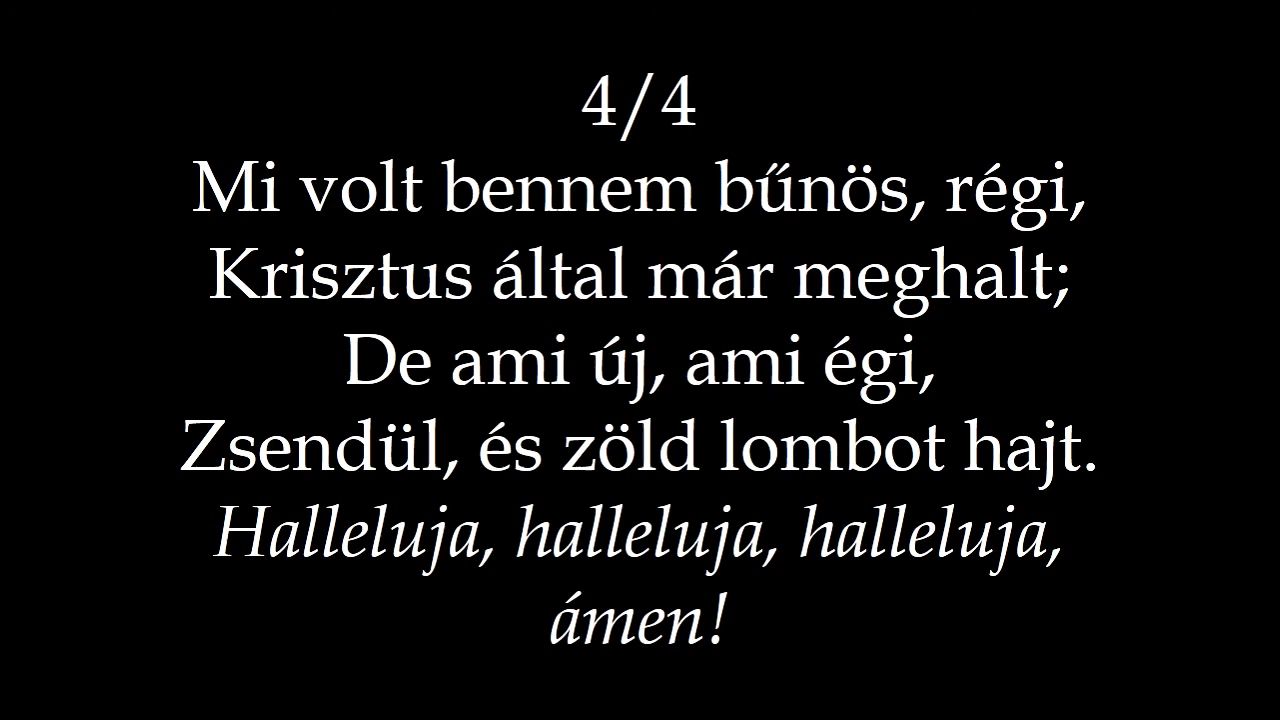 4/4
Mi volt bennem bűnös, régi,
Krisztus által már meghalt;
De ami új, ami égi,
Zsendül, és zöld lombot hajt.
Halleluja, halleluja, halleluja,
ámen!